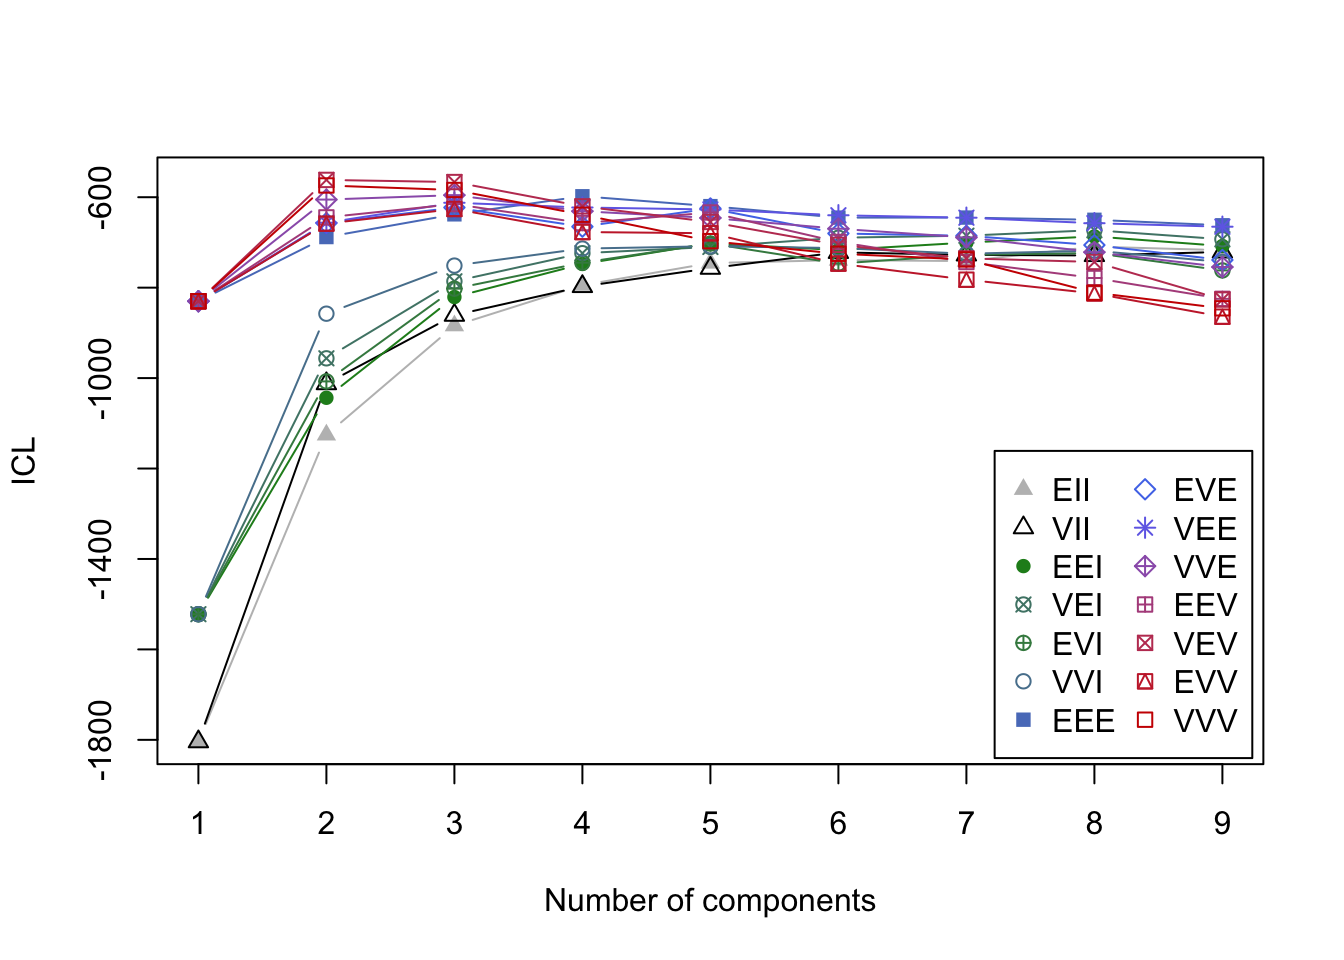 -600
-1000
-1400
-1800
ICL
1 2 3 4 5 6 7 8 9
Number of components
EII EVE
VII VEE
EEI VVE
VEI EEV
EVI VEV
VVI EVV
EEE VVV